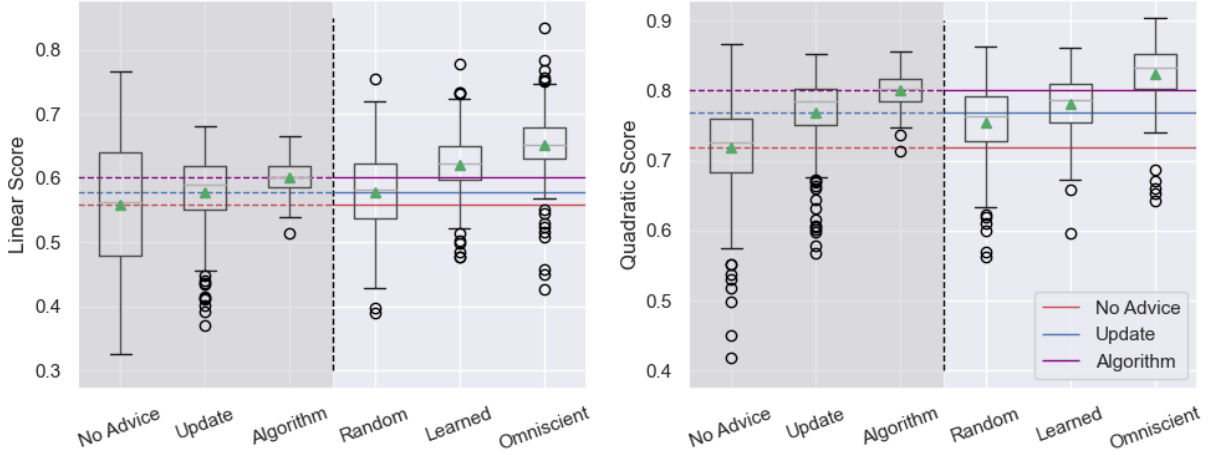 Linear Score
0.8
0.7
0.6
0.5
0.4
0.3
No Advice
Update
Algorithm
Random
Learned
Omniscient
Quadratic Score
0.9
0.8
0.7
0.6
0.5
0.4
No Advice
Update
Algorithm
Random
Learned
Omniscient
No Advice
Update
Algorithm